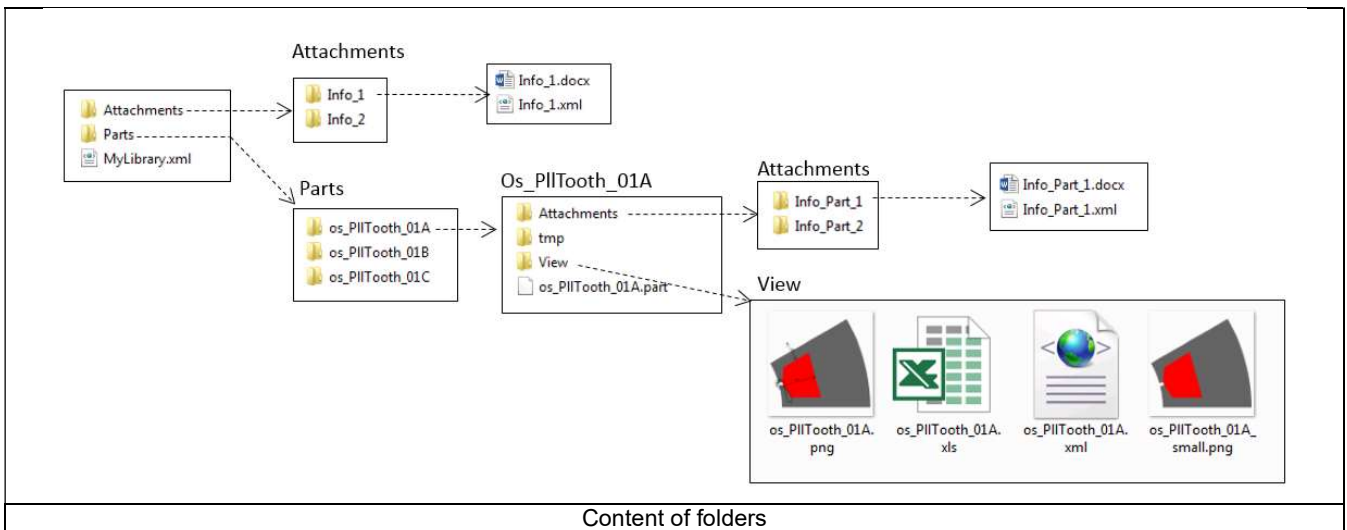 Attachments
Attachments
Parts
MyLibrary.xml
Info_1
Info_2
Info_1.docx
Info_1.xml
Parts
os_PllTooth_01A
os_PllTooth_01B
os_PllTooth_01C
Os_PllTooth_01A
Attachments
tmp
View
os_PllTooth_01A.part
Attachments
Info_Part_1
Info_Part_2
Info_Part_1.docx
Info_Part_1.xml
View
os_PllTooth_01A.
png
os_PllTooth_01A.
xls
os_PllTooth_01A.
xml
os_PllTooth_01A_
small.png
Content of folders